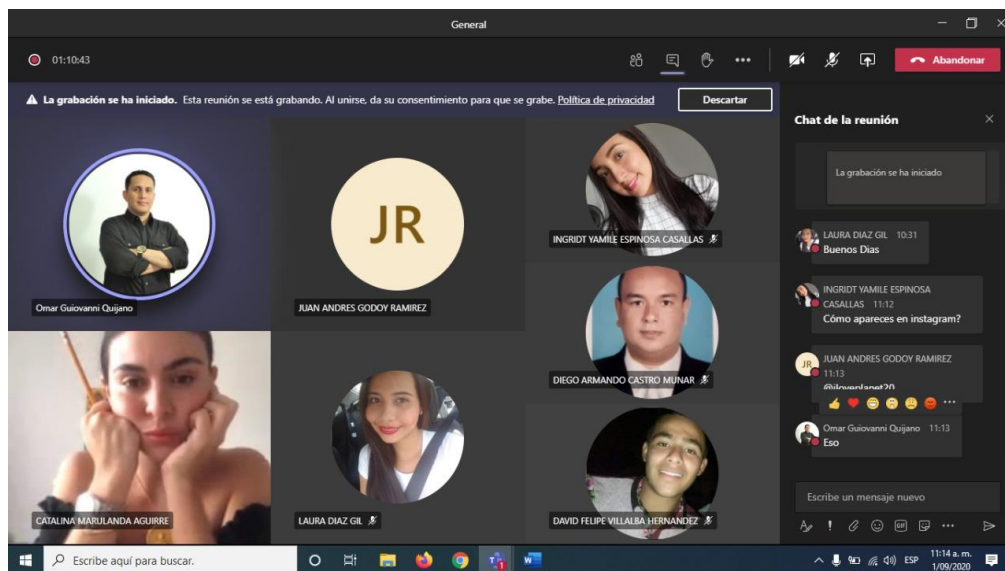 General
01:10:43
Abandonar
La grabación se ha iniciado. Esta reunión se está grabando. Al unirse, da su consentimiento para que se grabe. Política de privacidad
Descartar
Omar Guiovanni Quijano
JR
JUAN ANDRES GODOY RAMIREZ
INGRIDT YAMILE ESPINOSA CASALLAS
DIEGO ARMANDO CASTRO MUNAR
CATALINA MARULANDA AGUIRRE
LAURA DIAZ GIL
DAVID FELIPE VILLALBA HERNANDEZ
Chat de la reunión
La grabación se ha iniciado
LAURA DIAZ GIL 10:31
Buenos Dias
INGRIDT YAMILE ESPINOSA
CASALLAS 11:12
Cómo apareces en instagram?
JR
JUAN ANDRES GODOY RAMIREZ
11:13
@iloveplanet20
Omar Guiovanni Quijano 11:13
Eso
Escribe un mensaje nuevo
GIF
Escribe aquí para buscar.
ESP
11:14 a. m.
1/09/2020